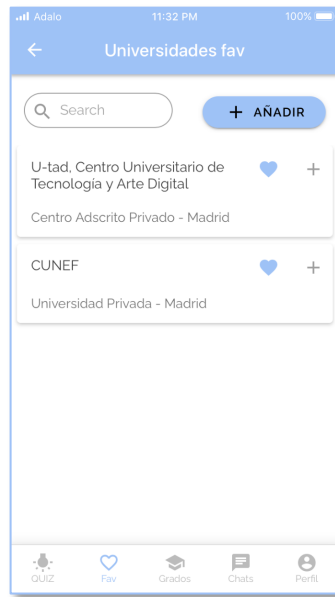 Adalo 11:32 PM 100%
Universidades fav
Search
+ AÑADIR
U-tad, Centro Universitario de
Tecnología y Arte Digital
Centro Adscrito Privado - Madrid
CUNEF
Universidad Privada - Madrid
QUIZ Fav Grados Chats Perfil